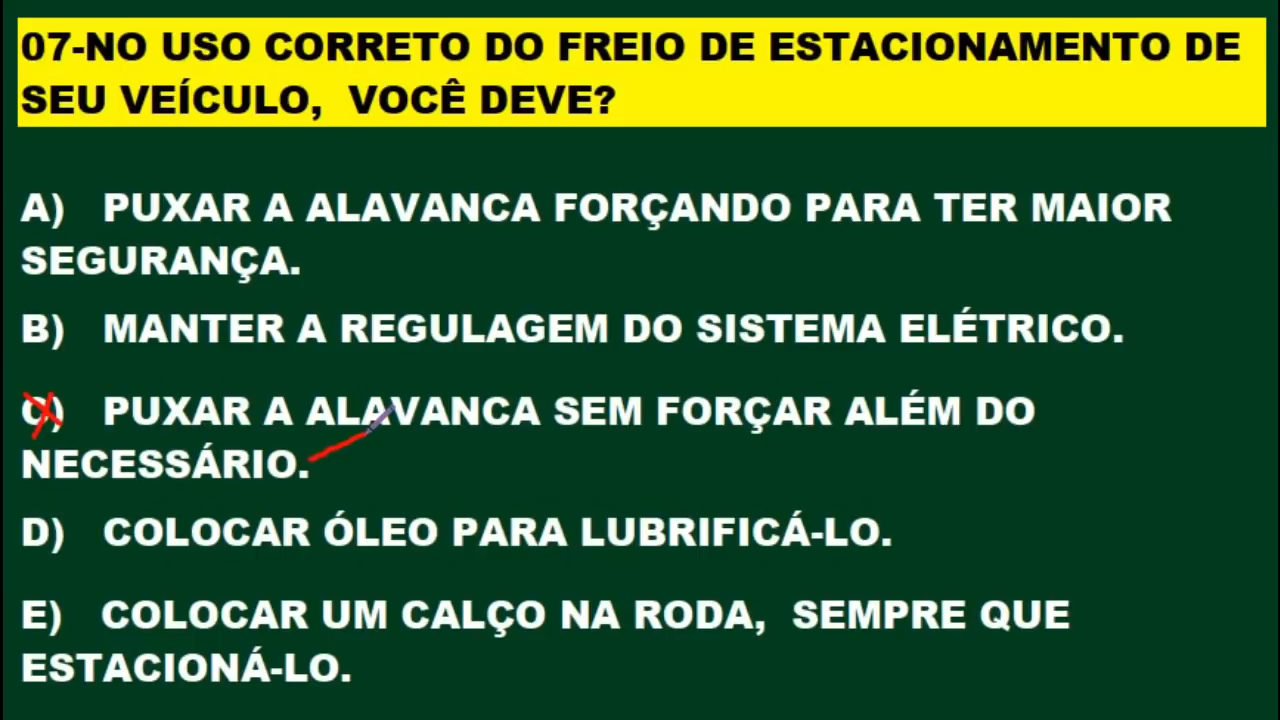 07-NO USO CORRETO DO FREIO DE ESTACIONAMENTO DE
SEU VEÍCULO, VOCÊ DEVE?
A) PUXAR A ALAVANCA FORÇANDO PARA TER MAIOR
SEGURANÇA.
B) MANTER A REGULAGEM DO SISTEMA ELÉTRICO.
C) PUXAR A ALAVANCA SEM FORÇAR ALÉM DO
NECESSÁRIO.
D) COLOCAR ÓLEO PARA LUBRIFICÁ-LO.
E) COLOCAR UM CALÇO NA RODA, SEMPRE QUE
ESTACIONÁ-LO.